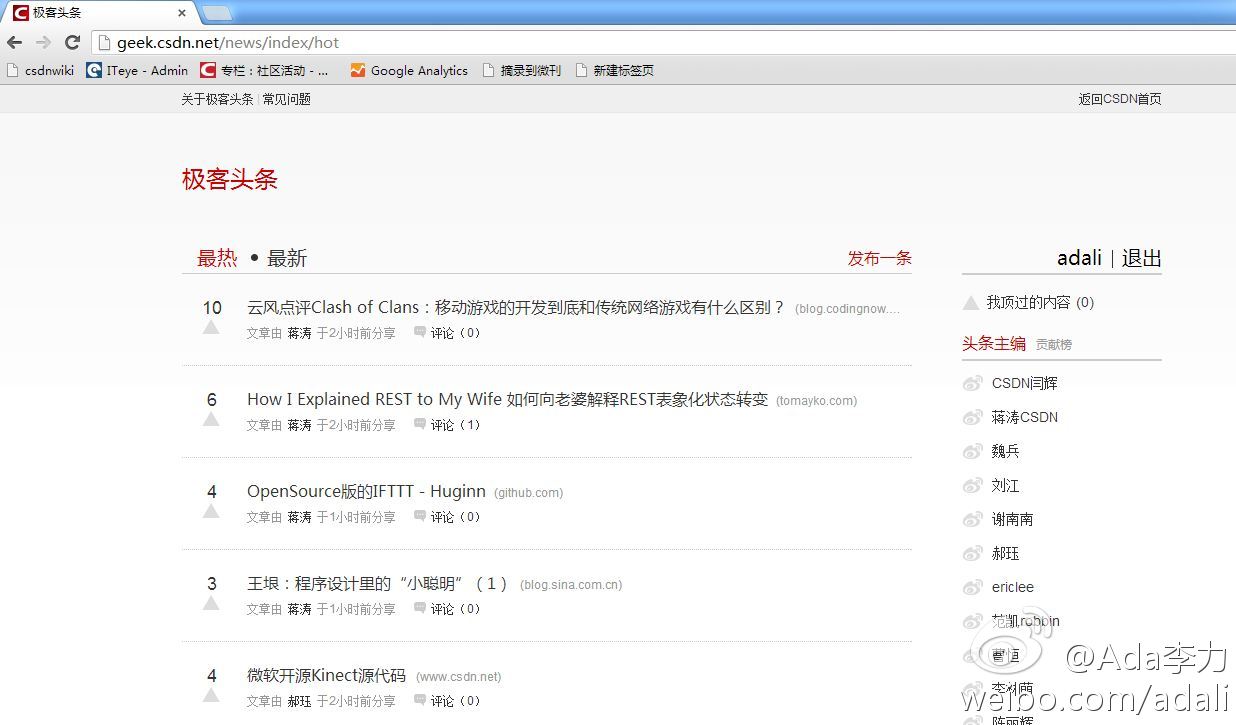 极客头条
geek.csdn.net/news/index/hot
csdnwiki ITeye - Admin 专栏：社区活动 - ... Google Analytics 摘录到微刊 新建标签页
关于极客头条 | 常见问题 返回CSDN首页
极客头条
最热 • 最新 发布一条
adali | 退出
10 云风点评Clash of Clans：移动游戏的开发到底和传统网络游戏有什么区别？ (blog.codingnow....
文章由 蒋涛 于2小时前分享 评论（0）
6 How I Explained REST to My Wife 如何向老婆解释REST表象化状态转变 (tomayko.com)
文章由 蒋涛 于2小时前分享 评论（1）
4 OpenSource版的IFTTT - Huginn (github.com)
文章由 蒋涛 于1小时前分享 评论（0）
3 王垠：程序设计里的“小聪明”（1） (blog.sina.com.cn)
文章由 蒋涛 于1小时前分享 评论（0）
4 微软开源Kinect源代码 (www.csdn.net)
文章由 郝珏 于2小时前分享 评论（0）
我顶过的内容 (0)
头条主编 贡献榜
CSDN闫辉
蒋涛CSDN
魏兵
刘江
谢南南
郝珏
ericlee
范凯robbin
曹恒
陈丽辉
@Ada李力
weibo.com/adali